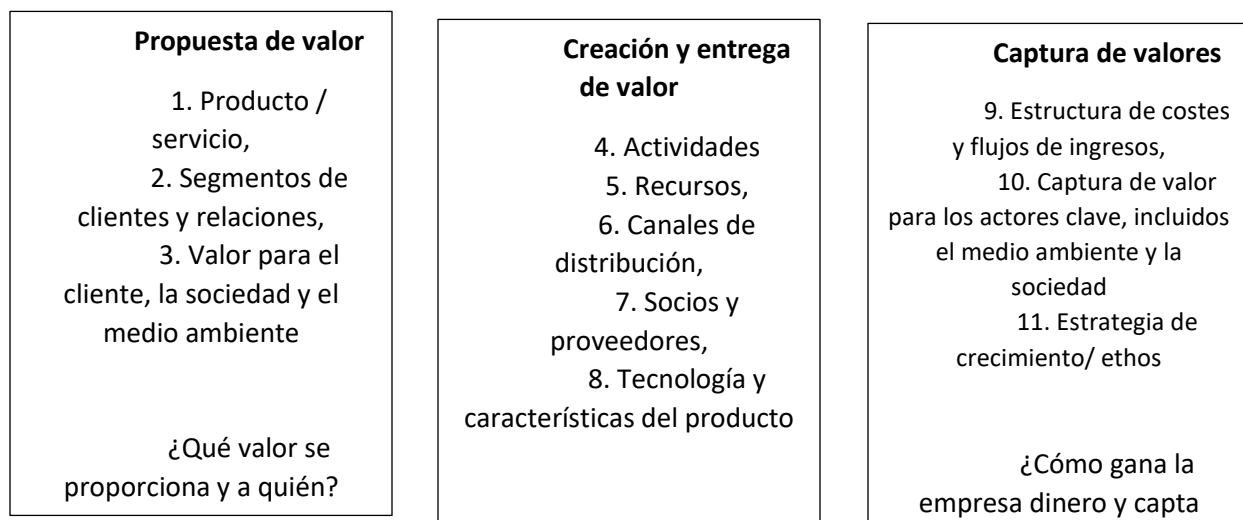 Propuesta de valor
1. Producto /
servicio,
2. Segmentos de
clientes y relaciones,
3. Valor para el
cliente, la sociedad y el
medio ambiente
¿Qué valor se
proporciona y a quién?
Creación y entrega
de valor
4. Actividades
5. Recursos,
6. Canales de
distribución,
7. Socios y
proveedores,
8. Tecnología y
características del producto
Captura de valores
9. Estructura de costes
y flujos de ingresos,
10. Captura de valor
para los actores clave, incluidos
el medio ambiente y la
sociedad
11. Estrategia de
crecimiento/ ethos
¿Cómo gana la
empresa dinero y capta